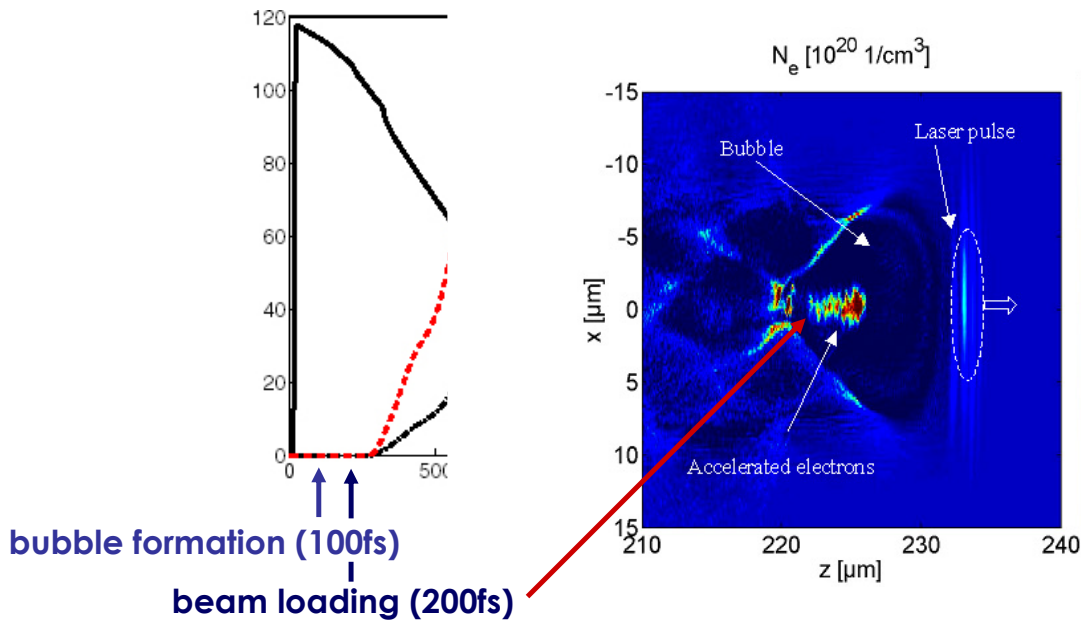 120
100
80
60
40
20
0
0
500
bubble formation (100fs)
beam loading (200fs)
N_e [10^20 1/cm^3]
-15
-10
-5
0
5
10
15
x [µm]
Bubble
Laser pulse
Accelerated electrons
210
220
230
240
z [µm]